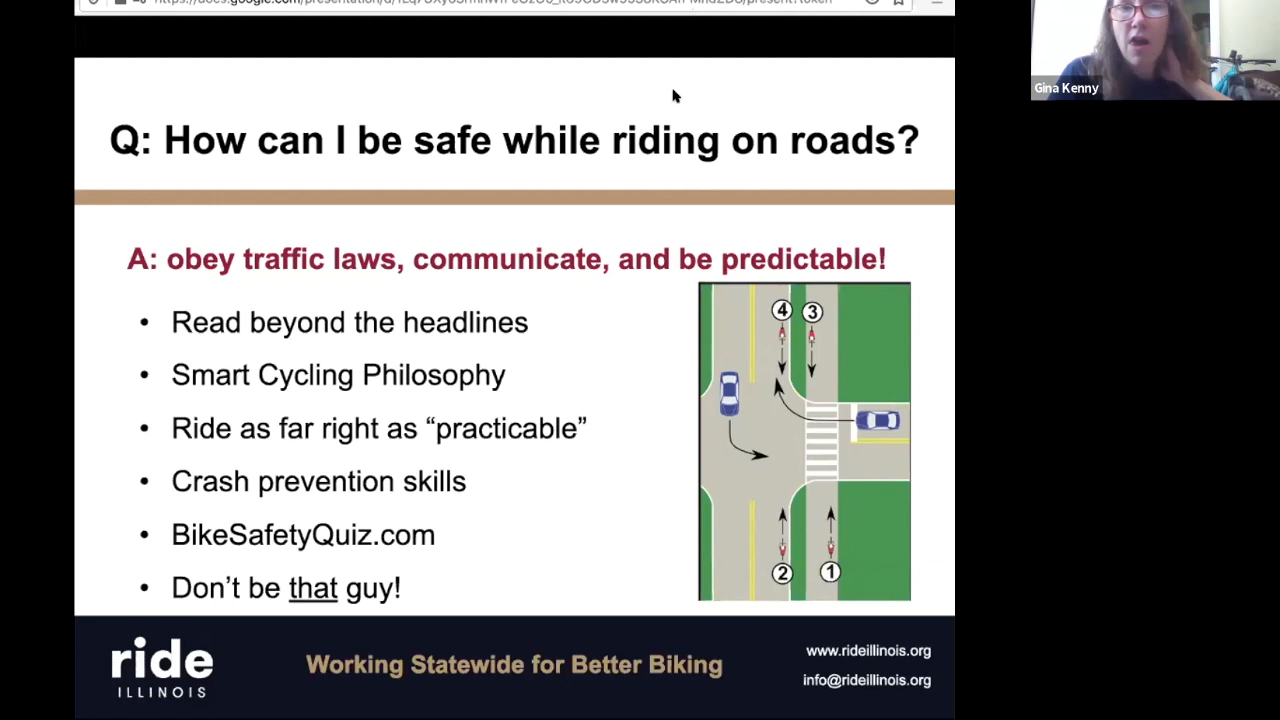 Gina Kenny
Q: How can I be safe while riding on roads?
A: obey traffic laws, communicate, and be predictable!
• Read beyond the headlines
• Smart Cycling Philosophy
• Ride as far right as “practicable”
• Crash prevention skills
• BikeSafetyQuiz.com
• Don’t be that guy!
4 3
2 1
ride
ILLINOIS
Working Statewide for Better Biking
www.rideillinois.org
info@rideillinois.org